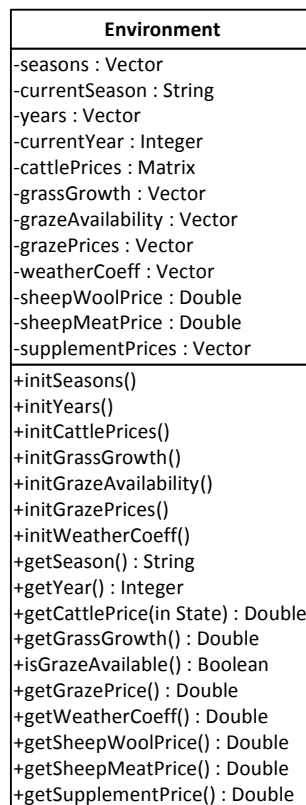 Environment
-seasons : Vector
-currentSeason : String
-years : Vector
-currentYear : Integer
-cattlePrices : Matrix
-grassGrowth : Vector
-grazeAvailability : Vector
-grazePrices : Vector
-weatherCoeff : Vector
-sheepWoolPrice : Double
-sheepMeatPrice : Double
-supplementPrices : Vector
+initSeasons()
+initYears()
+initCattlePrices()
+initGrassGrowth()
+initGrazeAvailability()
+initGrazePrices()
+initWeatherCoeff()
+getSeason() : String
+getYear() : Integer
+getCattlePrice(in State) : Double
+getGrassGrowth() : Double
+isGrazeAvailable() : Boolean
+getGrazePrice() : Double
+getWeatherCoeff() : Double
+getSheepWoolPrice() : Double
+getSheepMeatPrice() : Double
+getSupplementPrice() : Double